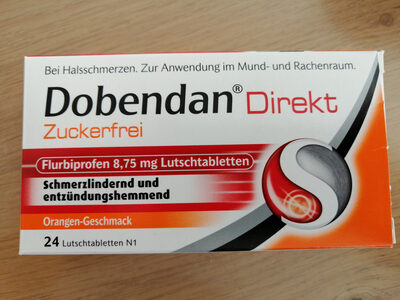 Bei Halsschmerzen. Zur Anwendung im Mund- und Rachenraum.
Dobendan® Direkt
Zuckerfrei
Flurbiprofen 8,75 mg Lutschtabletten
Schmerzlindernd und
entzündungshemmend
Orangen-Geschmack
24 Lutschtabletten N1